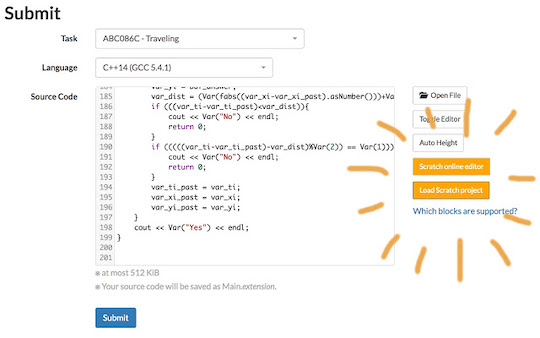 Submit
Task
ABC086C - Traveling
Language
C++14 (GCC 5.4.1)
Source Code
185 var_dist = (Var(fabs((var_xi-var_xi_past).asNumber()))+Va
186 if (((var_ti-var_ti_past)<var_dist)){
187 cout << Var("No") << endl;
188 return 0;
189 }
190 if (((((var_ti-var_ti_past)-var_dist)%Var(2)) == Var(1)))
191 cout << Var("No") << endl;
192 return 0;
193 }
194 var_ti_past = var_ti;
195 var_xi_past = var_xi;
196 var_yi_past = var_yi;
197 }
198 cout << Var("Yes") << endl;
199 }
200
201
Open File
Toggle Editor
Auto Height
Scratch online editor
Load Scratch project
Which blocks are supported?
※ at most 512 KiB
※ Your source code will be saved as Main.extension.
Submit